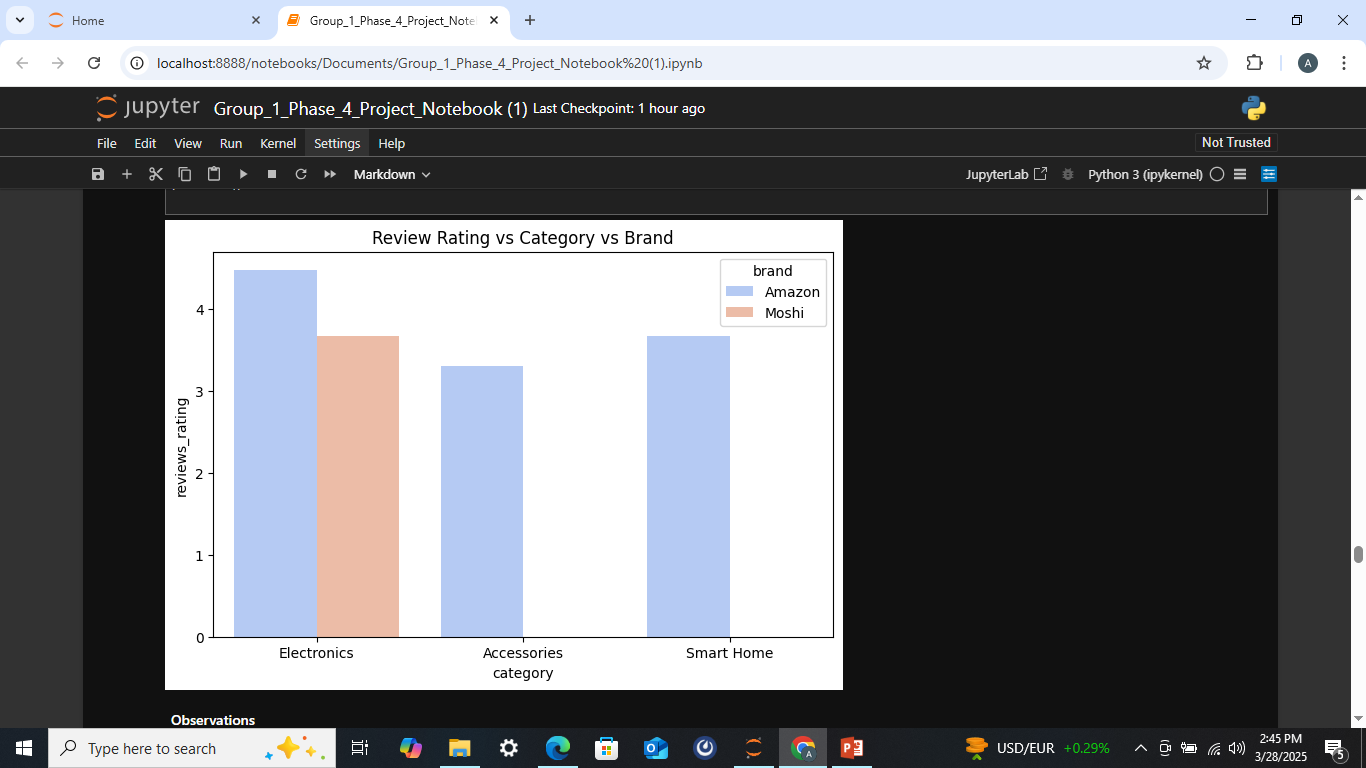 Home
Group_1_Phase_4_Project_Note
localhost:8888/notebooks/Documents/Group_1_Phase_4_Project_Notebook%20(1).ipynb
A
jupyter Group_1_Phase_4_Project_Notebook (1) Last Checkpoint: 1 hour ago
File Edit View Run Kernel Settings Help Not Trusted
Markdown JupyterLab Python 3 (ipykernel)
Review Rating vs Category vs Brand
brand
Amazon
Moshi
4
3
2
1
0
reviews_rating
Electronics Accessories Smart Home
category
Observations
Type here to search
USD/EUR +0.29%
2:45 PM
3/28/2025
5